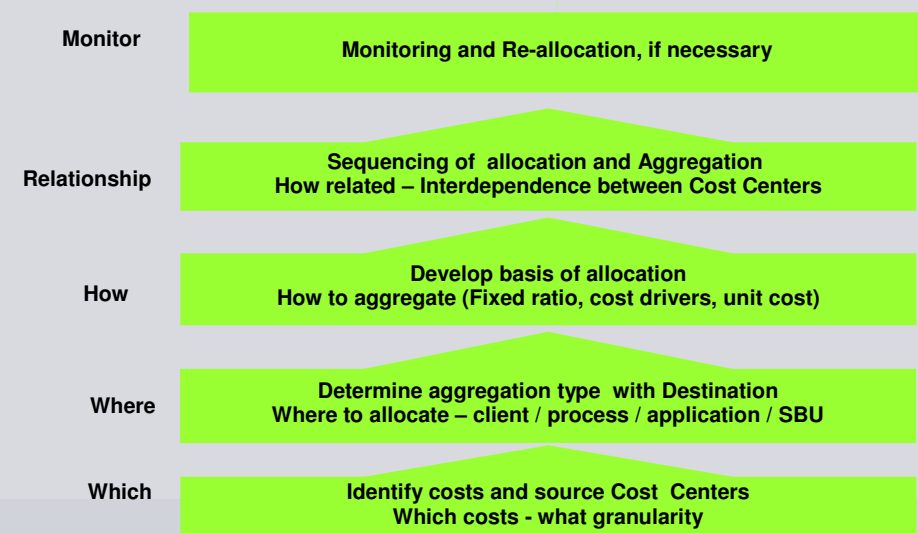 Monitor
Monitoring and Re-allocation, if necessary
Relationship
Sequencing of allocation and Aggregation
How related – Interdependence between Cost Centers
How
Develop basis of allocation
How to aggregate (Fixed ratio, cost drivers, unit cost)
Where
Determine aggregation type with Destination
Where to allocate – client / process / application / SBU
Which
Identify costs and source Cost Centers
Which costs - what granularity